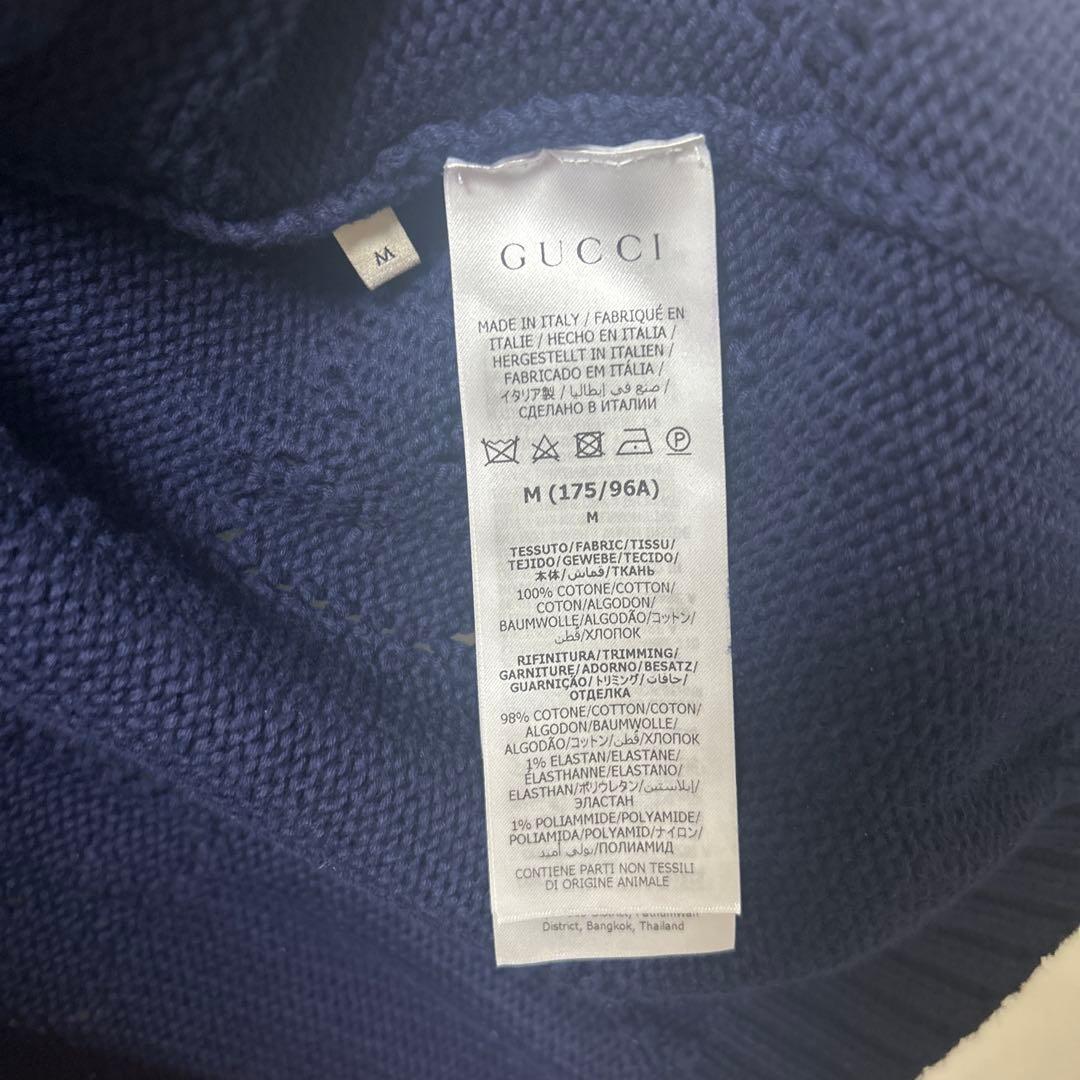 M
GUCCI
MADE IN ITALY / FABRIQUÉ EN
ITALIE / HECHO EN ITALIA /
HERGESTELLT IN ITALIEN /
FABRICADO EM ITÁLIA /
イタリア製 / صنع في إيطاليا /
СДЕЛАНО В ИТАЛИИ
P
M (175/96A)
M
TESSUTO/FABRIC/TISSU/
TEJIDO/GEWEBE/TECIDO/
本体/قماش/ТКАНЬ
100% COTONE/COTTON/
COTON/ALGODON/
BAUMWOLLE/ALGODÃO/コットン/
قطن/ХЛОПОК
RIFINITURA/TRIMMING/
GARNITURE/ADORNO/BESATZ/
GUARNIÇÃO/トリミング/حافات/
ОТДЕЛКА
98% COTONE/COTTON/COTON/
ALGODON/BAUMWOLLE/
ALGODÃO/コットン/قطن/ХЛОПОК
1% ELASTAN/ELASTANE/
ÉLASTHANNE/ELASTANO/
ELASTHAN/ポリウレタン/إيلاستين/
ЭЛАСТАН
1% POLIAMMIDE/POLYAMIDE/
POLIAMIDA/POLYAMID/ナイロン/
بولي أميد/ПОЛИАМИД
CONTIENE PARTI NON TESSILI
DI ORIGINE ANIMALE
District, Bangkok, Thailand